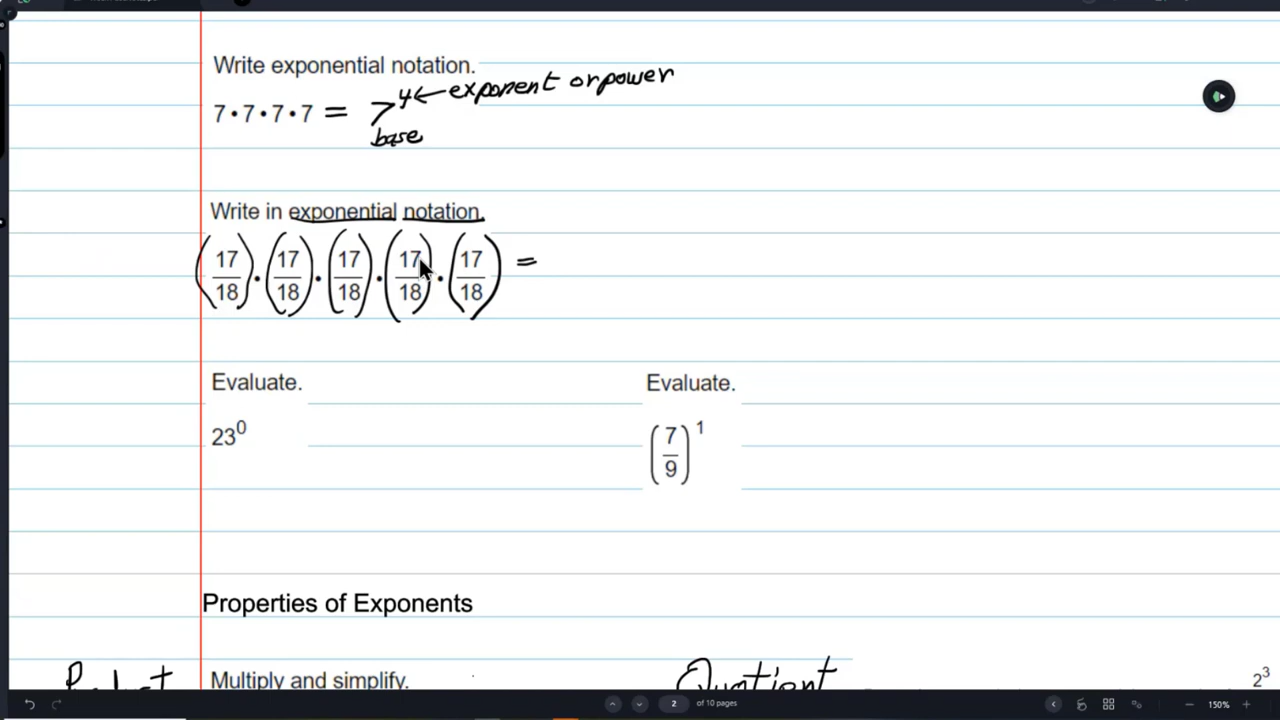 Write exponential notation.
7 • 7 • 7 • 7 = 7^4 ← exponent or power
base
Write in exponential notation.
(17/18) • (17/18) • (17/18) • (17/18) • (17/18) =
Evaluate. Evaluate.
23^0 (7/9)^1
Properties of Exponents
Product Multiply and simplify. Quotient 2^3
2 of 10 pages 150%